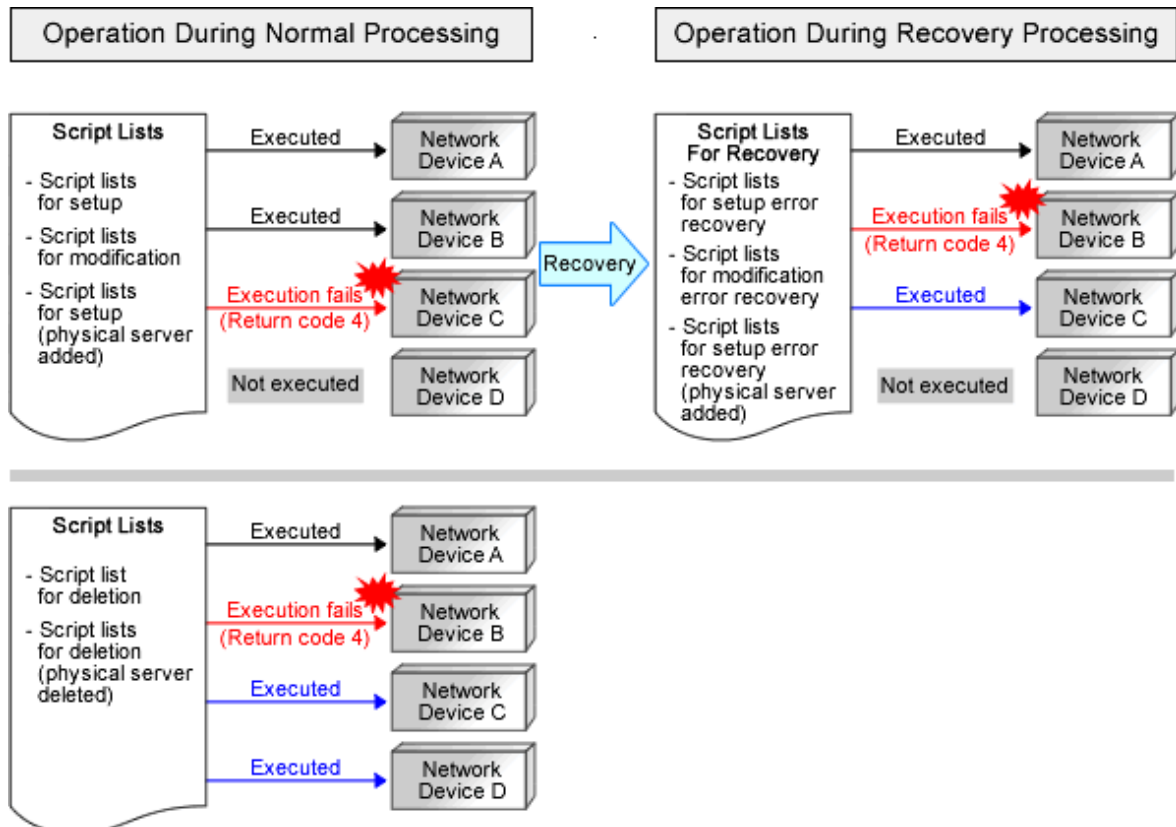 Operation During Normal Processing
Operation During Recovery Processing
Script Lists
- Script lists
for setup
- Script lists
for modification
- Script lists
for setup
(physical server
added)
Executed
Network
Device A
Executed
Network
Device B
Execution fails
(Return code 4)
Network
Device C
Not executed
Network
Device D
Recovery
Script Lists
For Recovery
- Script lists
for setup error
recovery
- Script lists
for modification
error recovery
- Script lists
for setup error
recovery
(physical server
added)
Executed
Network
Device A
Execution fails
(Return code 4)
Network
Device B
Executed
Network
Device C
Not executed
Network
Device D
Script Lists
- Script list
for deletion
- Script lists
for deletion
(physical server
deleted)
Executed
Network
Device A
Execution fails
(Return code 4)
Network
Device B
Executed
Network
Device C
Executed
Network
Device D